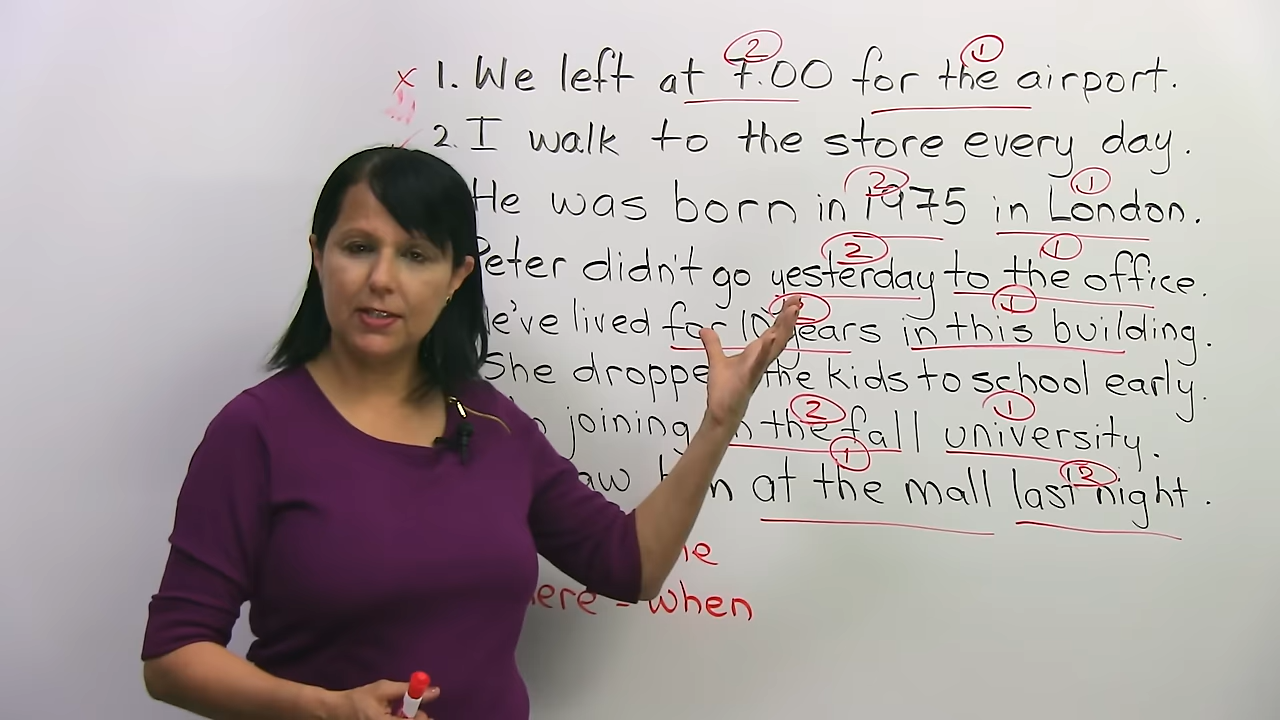 x 1. We left at 7.00 for the airport.
2. I walk to the store every day.
He was born in 1975 in London.
Peter didn't go yesterday to the office.
We've lived for 10 years in this building.
She dropped the kids to school early.
joining in the fall university.
saw him at the mall last night.
where - when